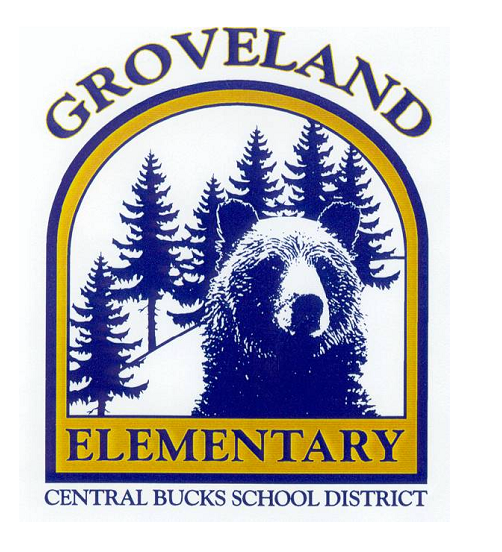 GROVELAND
ELEMENTARY
CENTRAL BUCKS SCHOOL DISTRICT